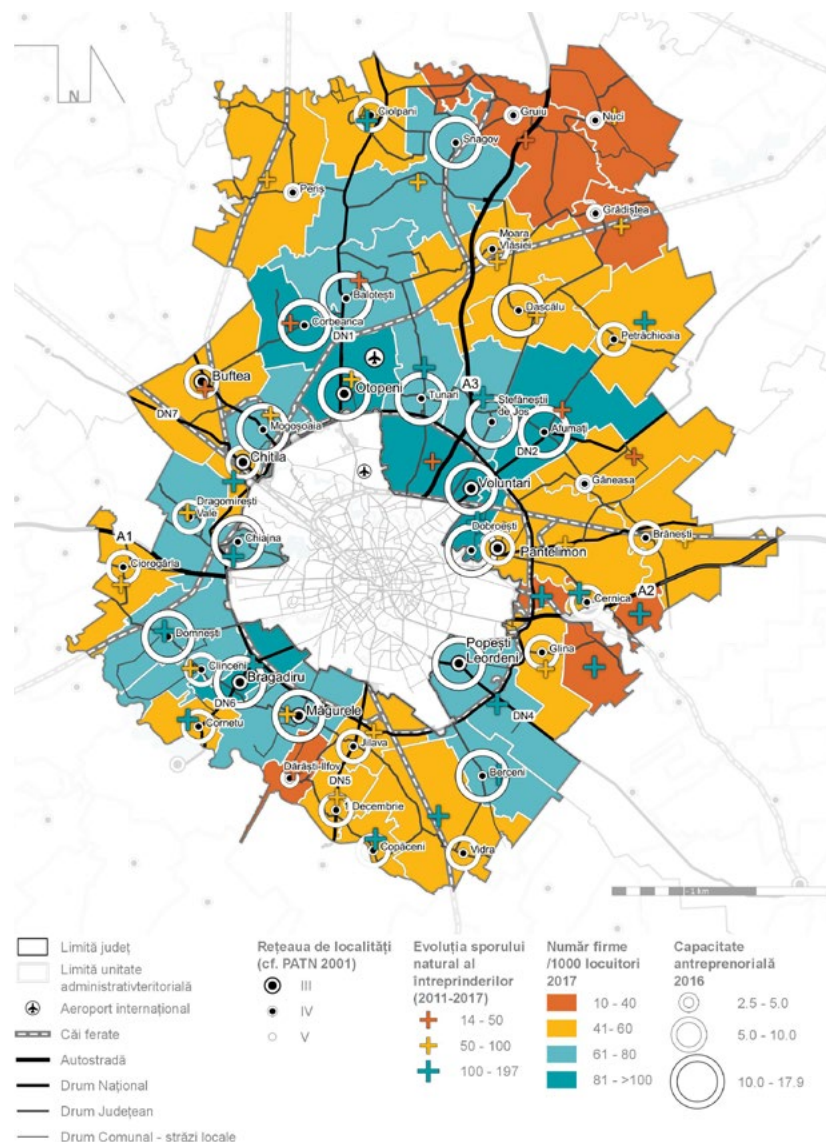 N
Ciolpani
Gruiu
Nuci
Snagov
Periș
Grădiștea
Moara
Vlăsiei
Balotești
Dascălu
Corbeanca
DN1
Petrăchioaia
Buftea
Otopeni
A3
Tunari
Ștefăneștii
de Jos
DN7
Mogoșoaia
DN2
Afumați
Chitila
Găneasa
Voluntari
Dragomirești
Vale
A1
Chiajna
Dobroești
Pantelimon
Brănești
Ciorogârla
Cernica
A2
Domnești
Popești
Leordeni
Glina
Clinceni
Bragadiru
DN6
Cornetu
Măgurele
DN4
Jilava
Dărăști-Ilfov
DN5
Berceni
1 Decembrie
Copăceni
Vidra
1 km
Limită județ
Limită unitate
administrativteritorială
Aeroport internațional
Căi ferate
Autostradă
Drum Național
Drum Județean
Drum Comunal - străzi locale
Rețeaua de localități
(cf. PATN 2001)
III
IV
V
Evoluția sporului
natural al
întreprinderilor
(2011-2017)
14 - 50
50 - 100
100 - 197
Număr firme
/1000 locuitori
2017
10 - 40
41- 60
61 - 80
81 - >100
Capacitate
antreprenorială
2016
2.5 - 5.0
5.0 - 10.0
10.0 - 17.9